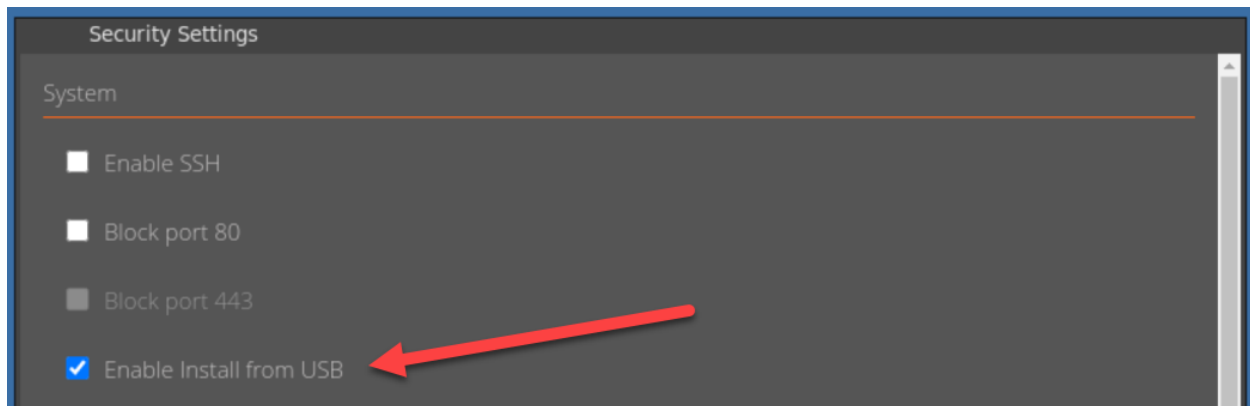 Security Settings
System
Enable SSH
Block port 80
Block port 443
Enable Install from USB